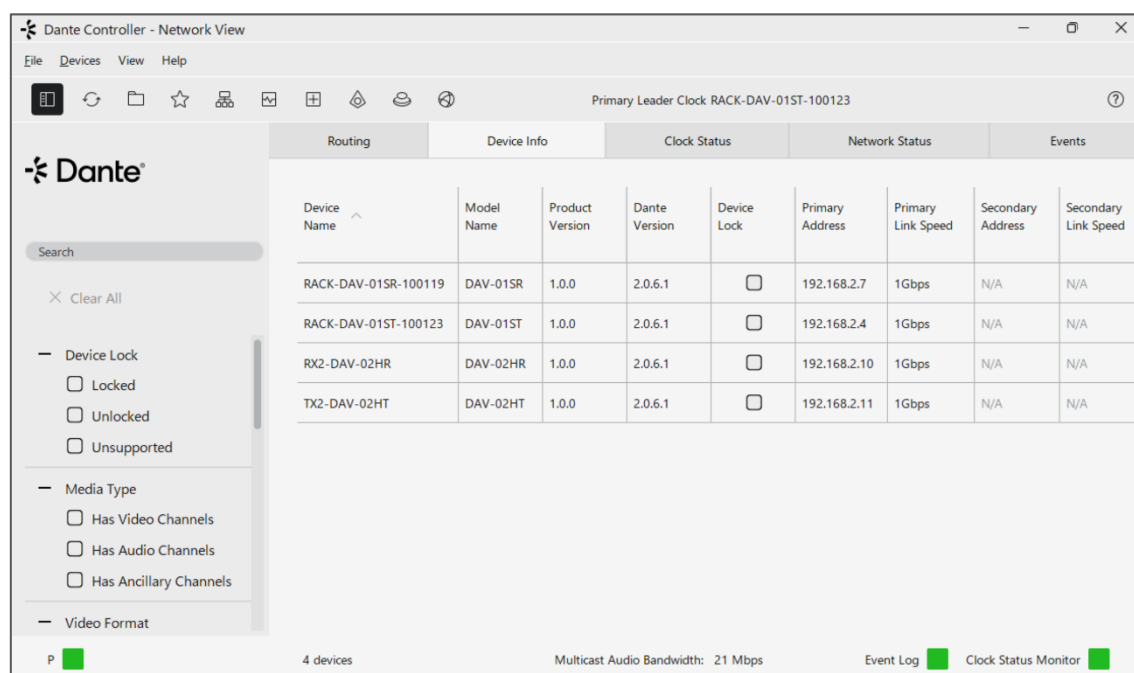 Dante Controller - Network View
File Devices View Help
Primary Leader Clock RACK-DAV-01ST-100123
Routing Device Info Clock Status Network Status Events
Dante®
Search
Clear All
Device Lock
Locked
Unlocked
Unsupported
Media Type
Has Video Channels
Has Audio Channels
Has Ancillary Channels
Video Format
Device Name Model Name Product Version Dante Version Device Lock Primary Address Primary Link Speed Secondary Address Secondary Link Speed
RACK-DAV-01SR-100119 DAV-01SR 1.0.0 2.0.6.1 192.168.2.7 1Gbps N/A N/A
RACK-DAV-01ST-100123 DAV-01ST 1.0.0 2.0.6.1 192.168.2.4 1Gbps N/A N/A
RX2-DAV-02HR DAV-02HR 1.0.0 2.0.6.1 192.168.2.10 1Gbps N/A N/A
TX2-DAV-02HT DAV-02HT 1.0.0 2.0.6.1 192.168.2.11 1Gbps N/A N/A
P 4 devices Multicast Audio Bandwidth: 21 Mbps Event Log Clock Status Monitor